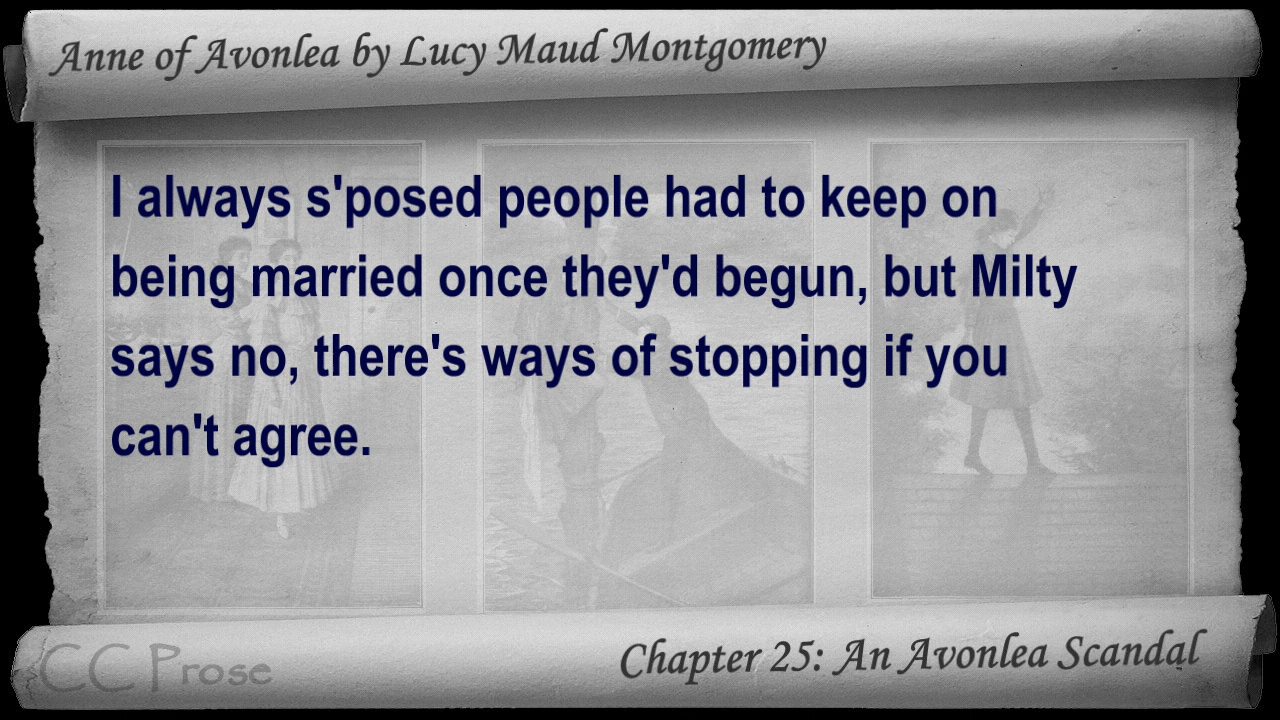 Anne of Avonlea by Lucy Maud Montgomery
I always s'posed people had to keep on
being married once they'd begun, but Milty
says no, there's ways of stopping if you
can't agree.
CC Prose
Chapter 25: An Avonlea Scandal